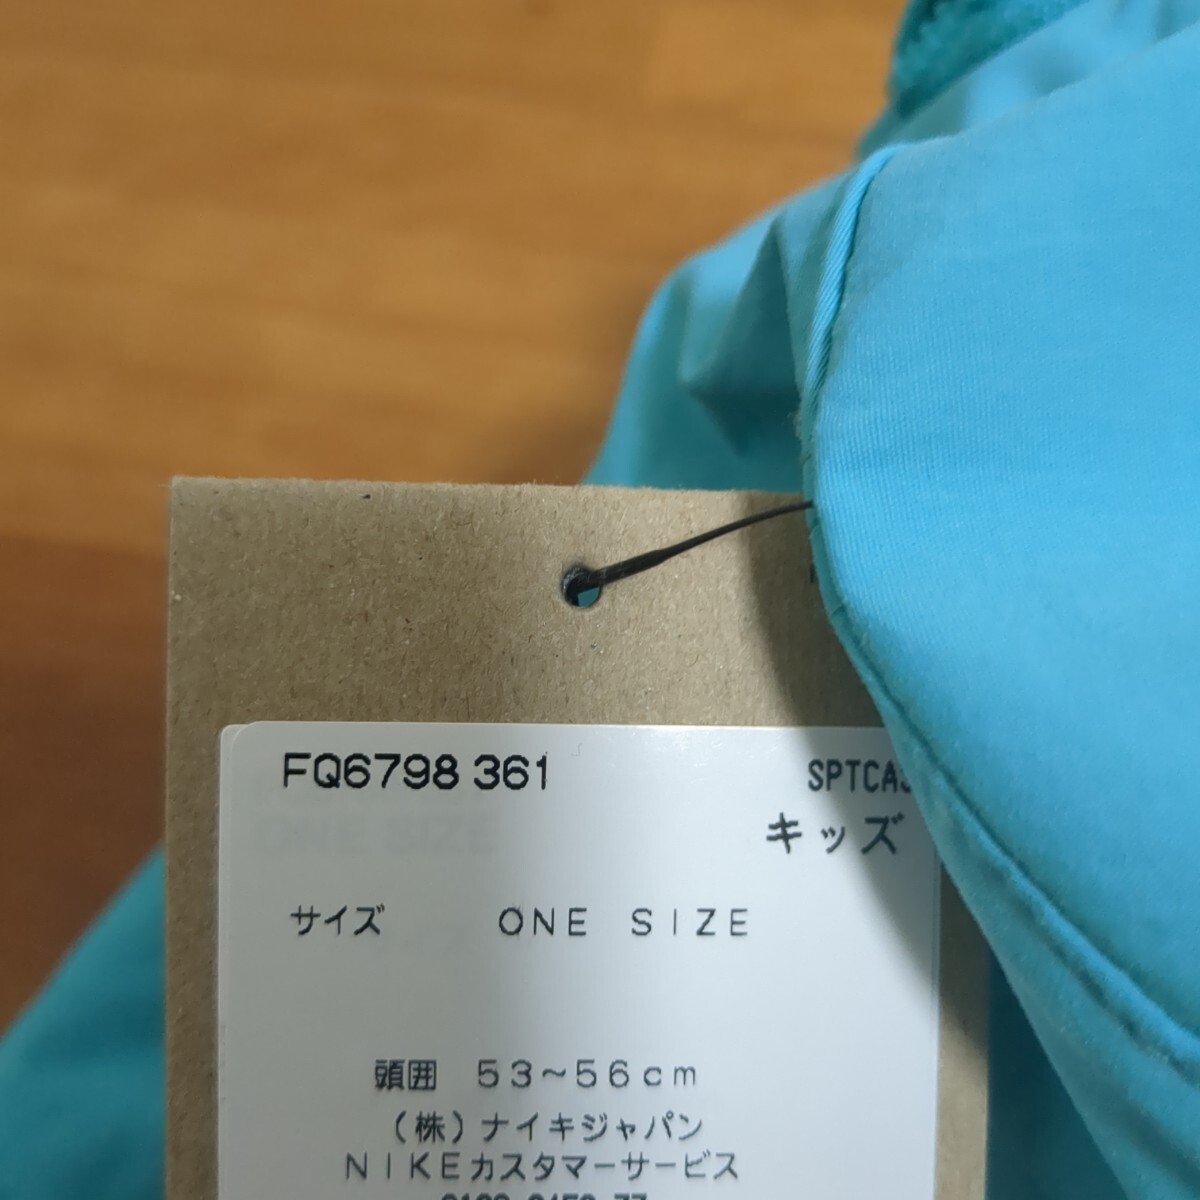 FQ6798 361
キッズ
サイズ ONE SIZE
頭囲 53~56cm
(株)ナイキジャパン
NIKEカスタマーサービス